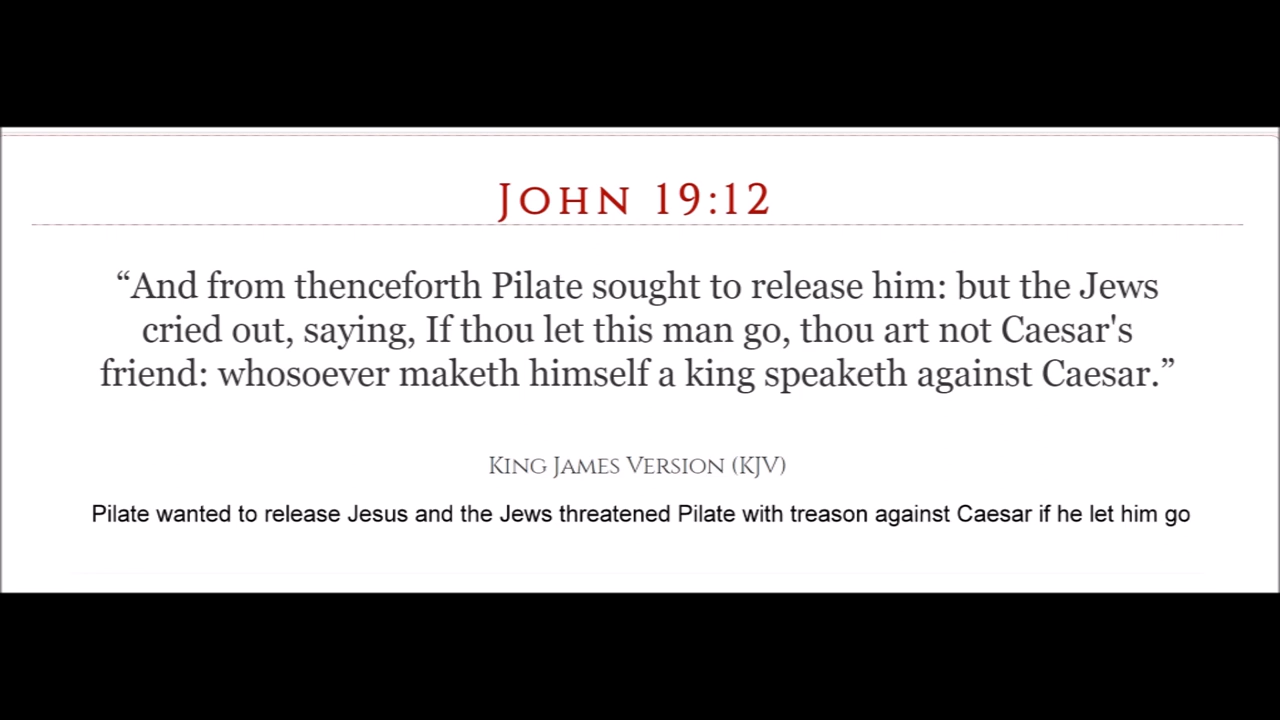 John 19:12
“And from thenceforth Pilate sought to release him: but the Jews
cried out, saying, If thou let this man go, thou art not Caesar's
friend: whosoever maketh himself a king speaketh against Caesar.”
King James Version (KJV)
Pilate wanted to release Jesus and the Jews threatened Pilate with treason against Caesar if he let him go